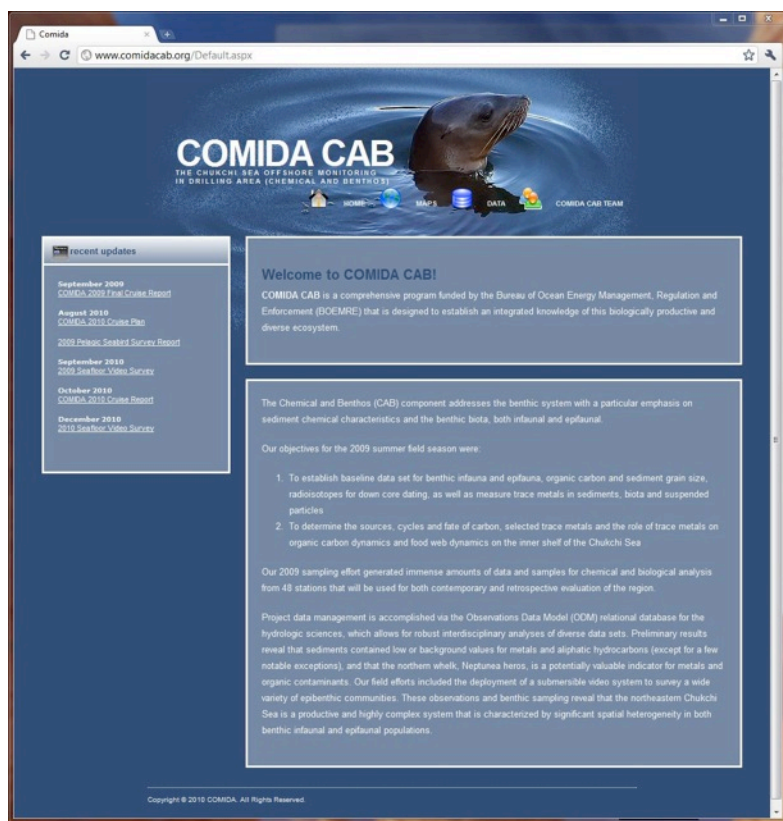 Comida
www.comidacab.org/Default.aspx
COMIDA CAB
THE CHUKCHI SEA OFFSHORE MONITORING
IN DRILLING AREA (CHEMICAL AND BENTHOS)
HOME MAPS DATA COMIDA CAB TEAM
recent updates
September 2009
COMIDA 2009 Final Cruise Report
August 2010
COMIDA 2010 Cruise Plan
2009 Pelagic Seabird Survey Report
September 2010
2009 Seafloor Video Survey
October 2010
COMIDA 2010 Cruise Report
December 2010
2010 Seafloor Video Survey
Welcome to COMIDA CAB!
COMIDA CAB is a comprehensive program funded by the Bureau of Ocean Energy Management, Regulation and
Enforcement (BOEMRE) that is designed to establish an integrated knowledge of this biologically productive and
diverse ecosystem.
The Chemical and Benthos (CAB) component addresses the benthic system with a particular emphasis on
sediment chemical characteristics and the benthic biota, both infaunal and epifaunal.
Our objectives for the 2009 summer field season were:
1. To establish baseline data set for benthic infauna and epifauna, organic carbon and sediment grain size,
radioisotopes for down core dating, as well as measure trace metals in sediments, biota and suspended
particles
2. To determine the sources, cycles and fate of carbon, selected trace metals and the role of trace metals on
organic carbon dynamics and food web dynamics on the inner shelf of the Chukchi Sea
Our 2009 sampling effort generated immense amounts of data and samples for chemical and biological analysis
from 48 stations that will be used for both contemporary and retrospective evaluation of the region.
Project data management is accomplished via the Observations Data Model (ODM) relational database for the
hydrologic sciences, which allows for robust interdisciplinary analyses of diverse data sets. Preliminary results
reveal that sediments contained low or background values for metals and aliphatic hydrocarbons (except for a few
notable exceptions), and that the northern whelk, Neptunea heros, is a potentially valuable indicator for metals and
organic contaminants. Our field efforts included the deployment of a submersible video system to survey a wide
variety of epibenthic communities. These observations and benthic sampling reveal that the northeastern Chukchi
Sea is a productive and highly complex system that is characterized by significant spatial heterogeneity in both
benthic infaunal and epifaunal populations.
Copyright © 2010 COMIDA. All Rights Reserved.